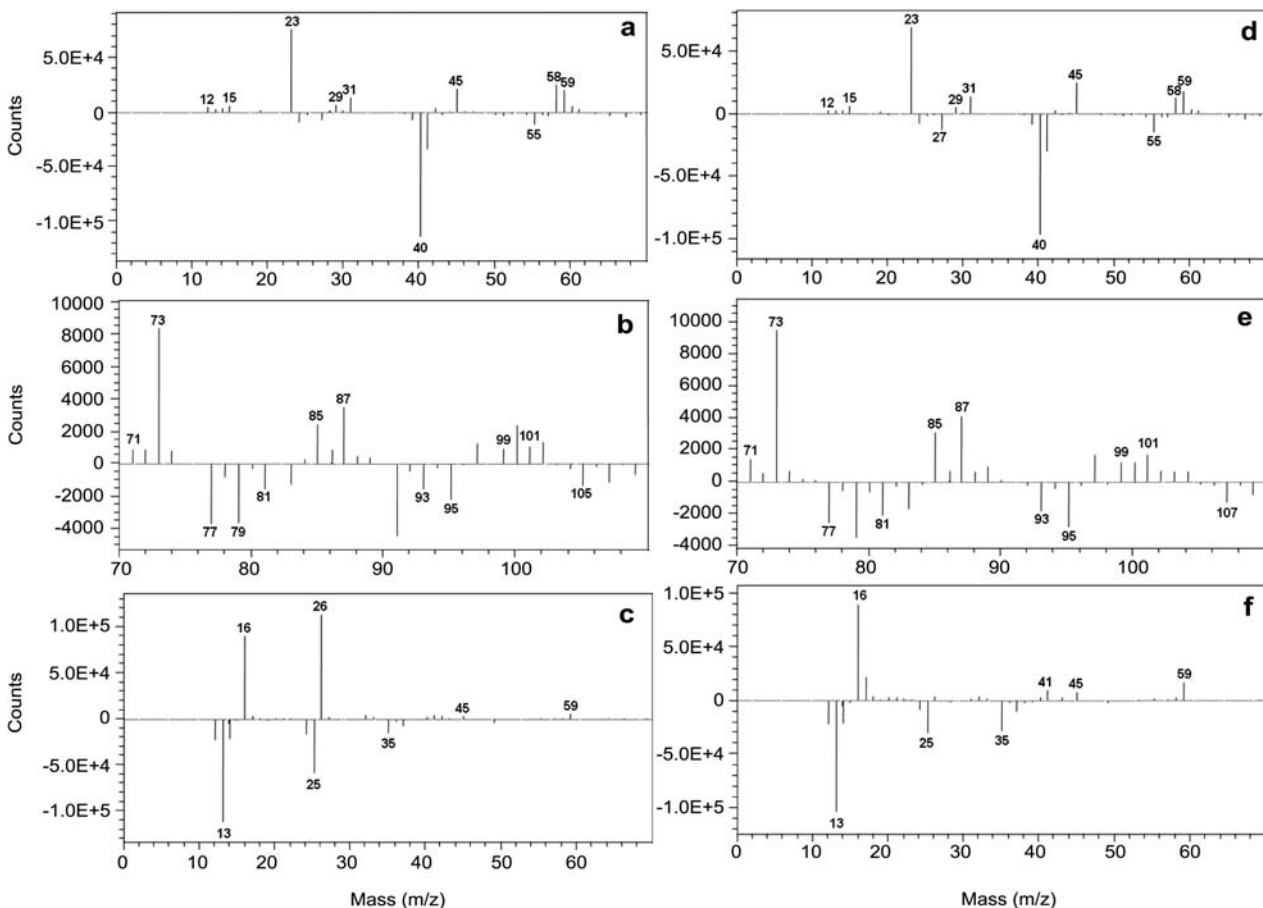 a
Counts
5.0E+4
0
-5.0E+4
-1.0E+5
12 15 23 29 31 45 58 59
40 55
0 10 20 30 40 50 60
d
5.0E+4
0
-5.0E+4
-1.0E+5
12 15 23 29 31 45 58 59
27 40 55
0 10 20 30 40 50 60
b
Counts
10000
8000
6000
4000
2000
0
-2000
-4000
71 73 85 87 99 101
77 79 81 93 95 105
70 80 90 100
e
10000
8000
6000
4000
2000
0
-2000
-4000
71 73 85 87 99 101
77 81 93 95 107
70 80 90 100
c
Counts
1.0E+5
5.0E+4
0
-5.0E+4
-1.0E+5
16 26 45 59
13 25 35
0 10 20 30 40 50 60
Mass (m/z)
f
1.0E+5
5.0E+4
0
-5.0E+4
-1.0E+5
16 41 45 59
13 25 35
0 10 20 30 40 50 60
Mass (m/z)